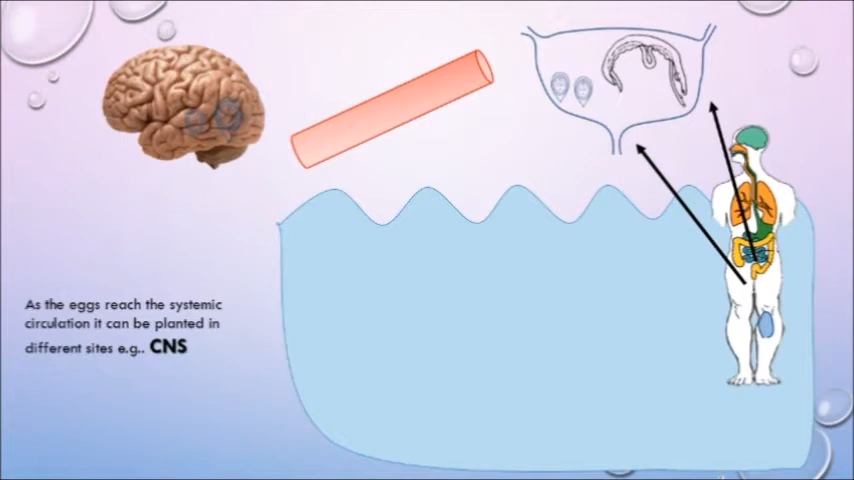 As the eggs reach the systemic
circulation it can be planted in
different sites e.g.. CNS